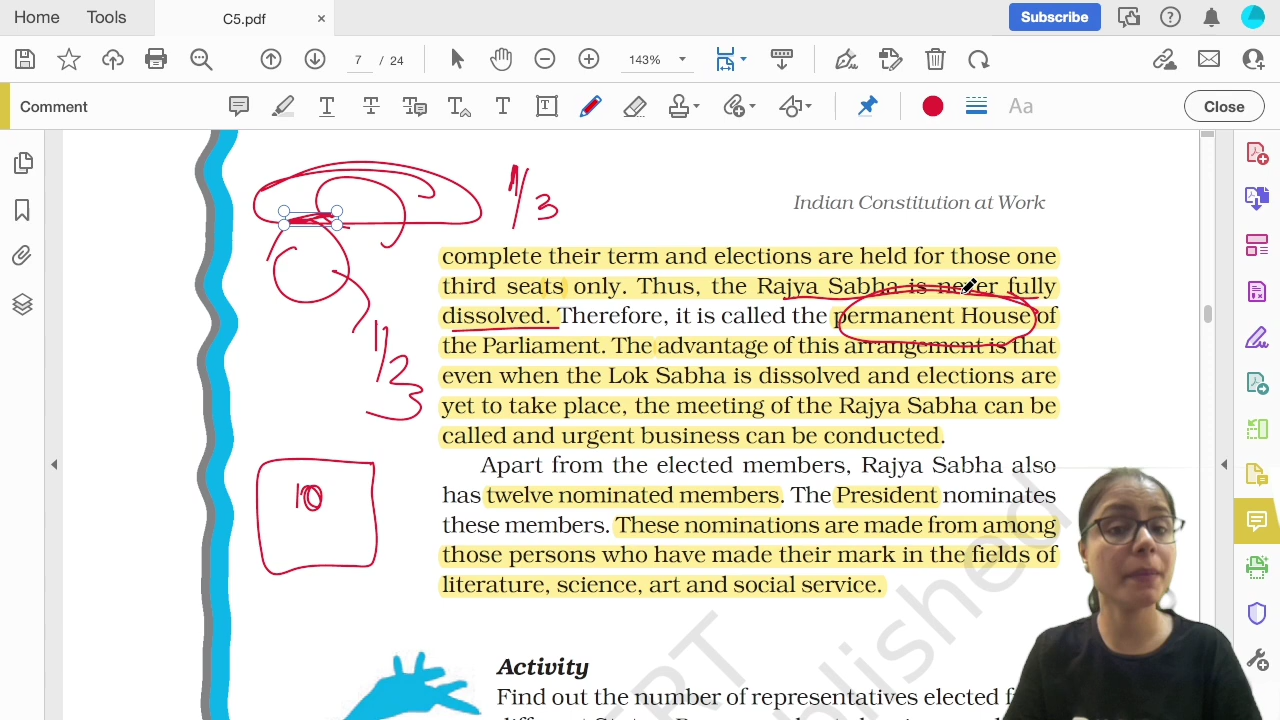 Home Tools C5.pdf × Subscribe
7 / 24 143%
Comment T T T T T Aa Close
1/3
Indian Constitution at Work
complete their term and elections are held for those one
third seats only. Thus, the Rajya Sabha is never fully
dissolved. Therefore, it is called the permanent House of
the Parliament. The advantage of this arrangement is that
even when the Lok Sabha is dissolved and elections are
yet to take place, the meeting of the Rajya Sabha can be
called and urgent business can be conducted.
Apart from the elected members, Rajya Sabha also
has twelve nominated members. The President nominates
these members. These nominations are made from among
those persons who have made their mark in the fields of
literature, science, art and social service.
10
Activity
Find out the number of representatives elected